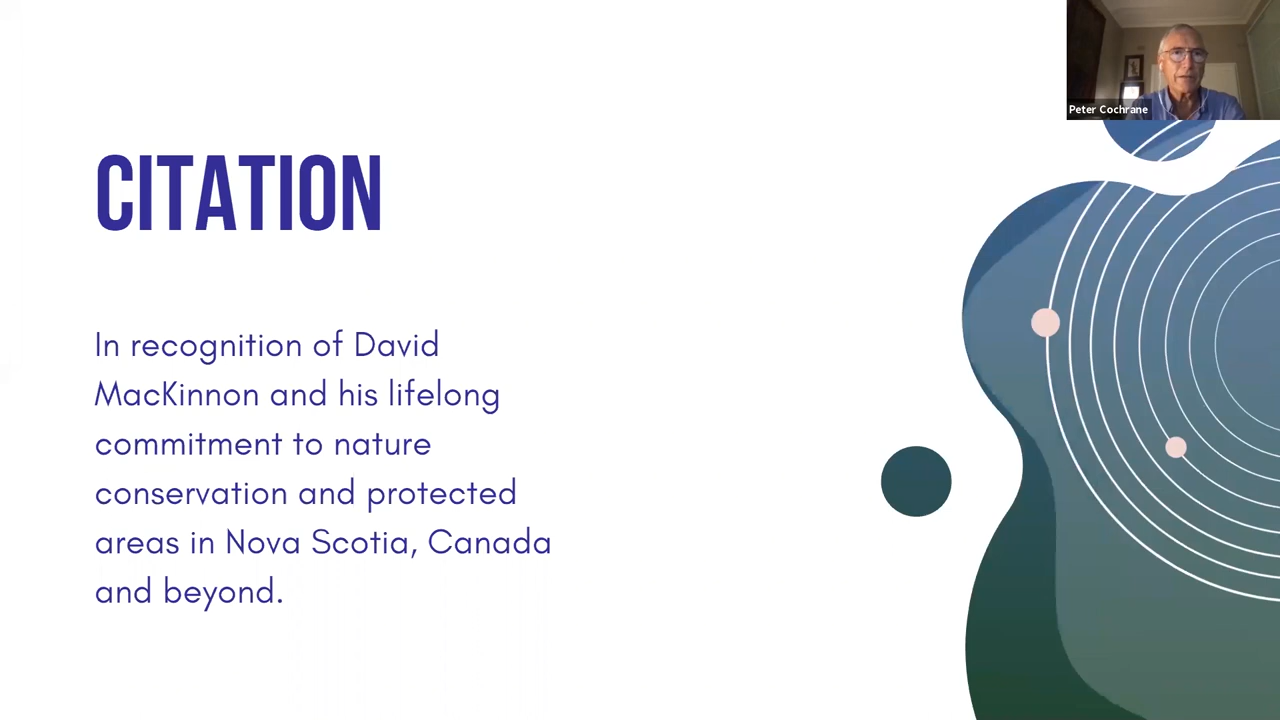 Peter Cochrane
CITATION
In recognition of David
MacKinnon and his lifelong
commitment to nature
conservation and protected
areas in Nova Scotia, Canada
and beyond.